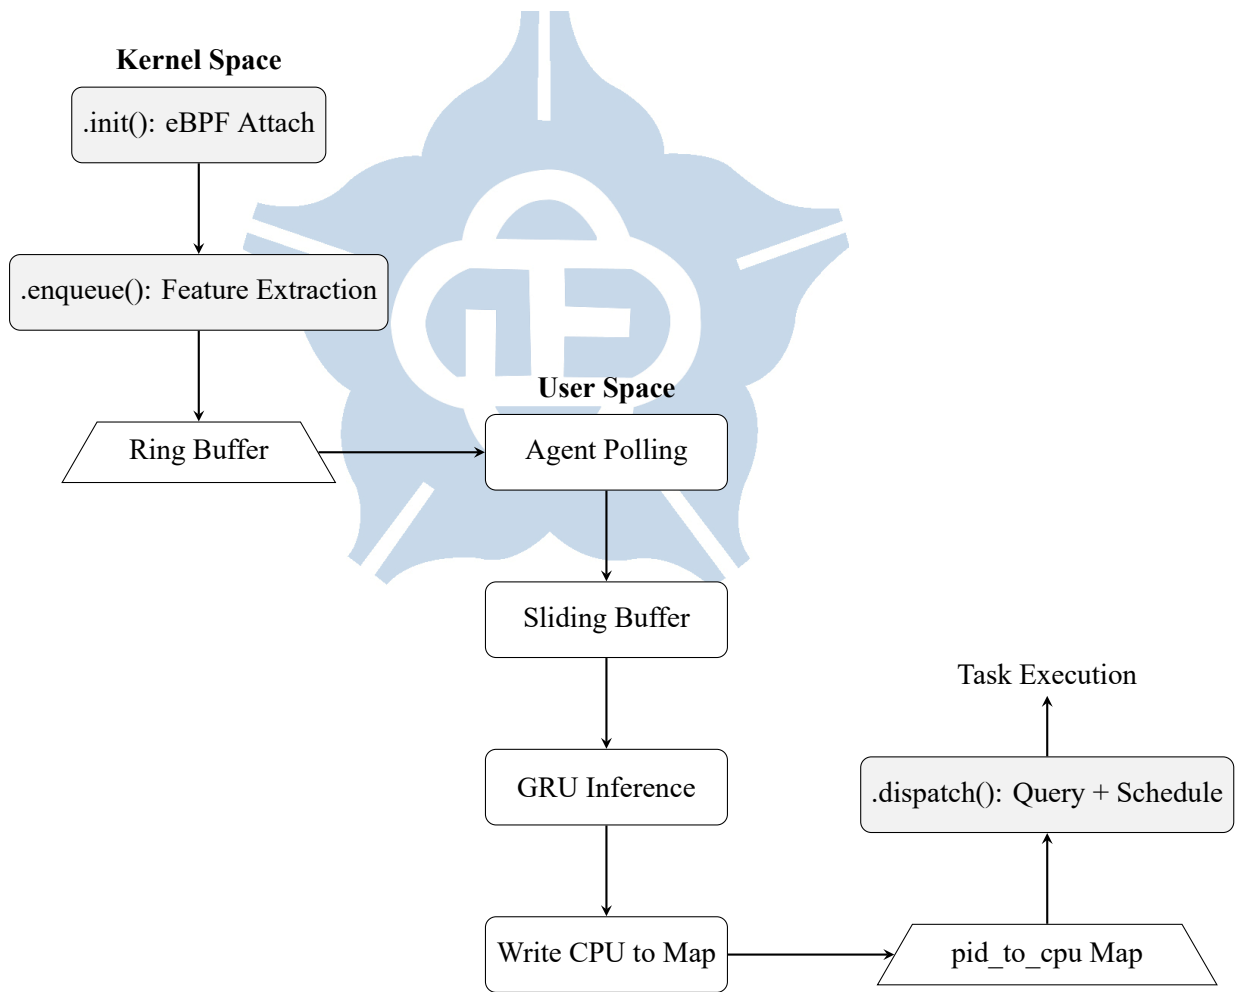 Kernel Space
.init(): eBPF Attach
.enqueue(): Feature Extraction
Ring Buffer
User Space
Agent Polling
Sliding Buffer
GRU Inference
Write CPU to Map
pid_to_cpu Map
.dispatch(): Query + Schedule
Task Execution